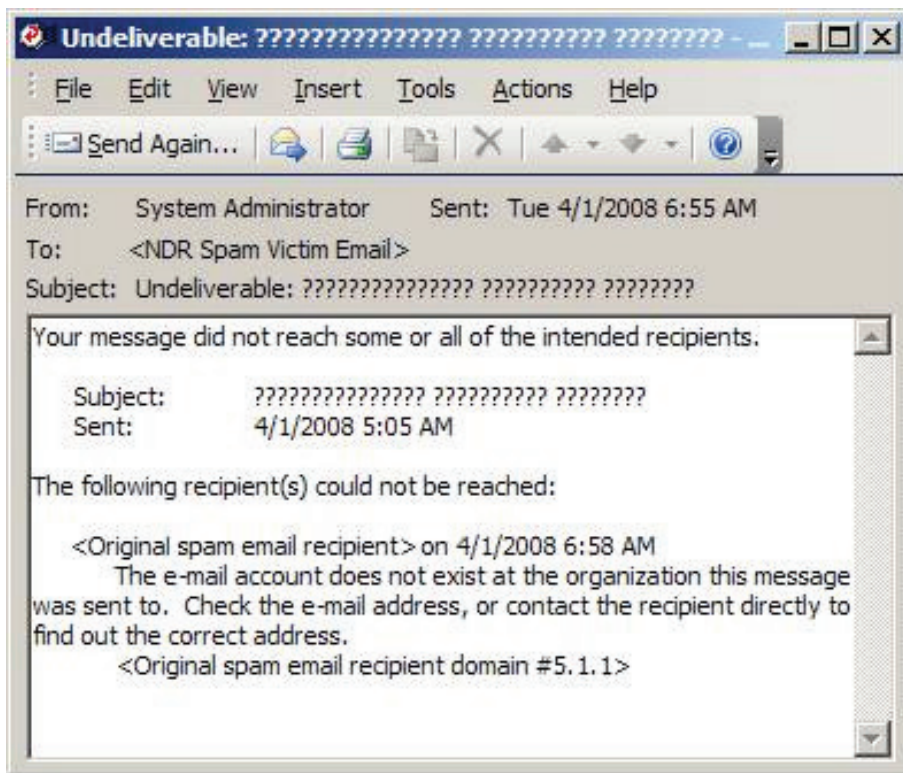 Undeliverable: ??????????????? ?????????? ???????? - ...
File Edit View Insert Tools Actions Help
Send Again...
From: System Administrator Sent: Tue 4/1/2008 6:55 AM
To: <NDR Spam Victim Email>
Subject: Undeliverable: ??????????????? ?????????? ????????
Your message did not reach some or all of the intended recipients.
Subject: ??????????????? ?????????? ????????
Sent: 4/1/2008 5:05 AM
The following recipient(s) could not be reached:
<Original spam email recipient> on 4/1/2008 6:58 AM
The e-mail account does not exist at the organization this message
was sent to. Check the e-mail address, or contact the recipient directly to
find out the correct address.
<Original spam email recipient domain #5.1.1>